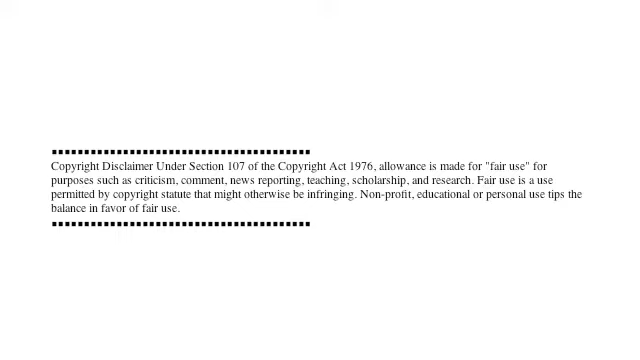 ▪▪▪▪▪▪▪▪▪▪▪▪▪▪▪▪▪▪▪▪▪▪▪▪▪▪▪▪▪▪▪▪▪▪▪▪▪▪▪▪
Copyright Disclaimer Under Section 107 of the Copyright Act 1976, allowance is made for "fair use" for
purposes such as criticism, comment, news reporting, teaching, scholarship, and research. Fair use is a use
permitted by copyright statute that might otherwise be infringing. Non-profit, educational or personal use tips the
balance in favor of fair use.
▪▪▪▪▪▪▪▪▪▪▪▪▪▪▪▪▪▪▪▪▪▪▪▪▪▪▪▪▪▪▪▪▪▪▪▪▪▪▪▪